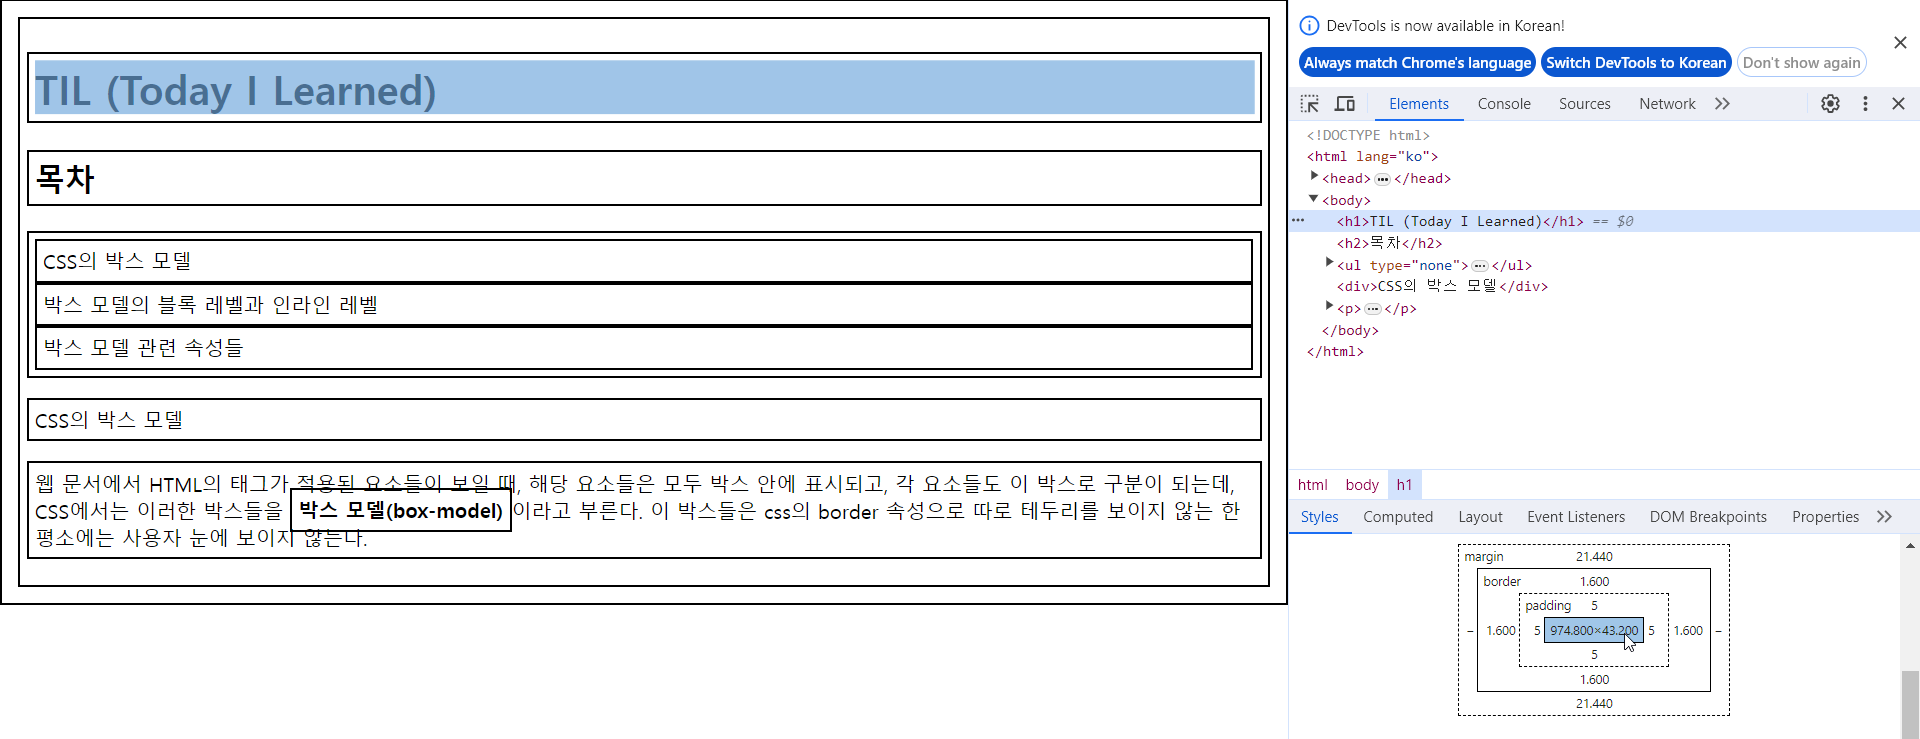 TIL (Today I Learned)
목차
CSS의 박스 모델
박스 모델의 블록 레벨과 인라인 레벨
박스 모델 관련 속성들
CSS의 박스 모델
웹 문서에서 HTML의 태그가 적용된 요소들이 보일 때, 해당 요소들은 모두 박스 안에 표시되고, 각 요소들도 이 박스로 구분이 되는데,
CSS에서는 이러한 박스들을 박스 모델(box-model) 이라고 부른다. 이 박스들은 css의 border 속성으로 따로 테두리를 보이지 않는 한
평소에는 사용자 눈에 보이지 않는다.
DevTools is now available in Korean!
Always match Chrome's language Switch DevTools to Korean Don't show again
Elements Console Sources Network
<!DOCTYPE html>
<html lang="ko">
<head> … </head>
<body>
<h1>TIL (Today I Learned)</h1> == $0
<h2>목차</h2>
<ul type="none"> … </ul>
<div>CSS의 박스 모델</div>
<p> … </p>
</body>
</html>
html body h1
Styles Computed Layout Event Listeners DOM Breakpoints Properties
margin 21.440
border 1.600
padding 5
– 1.600 5 974.800×43.200 5 1.600 –
5
1.600
21.440